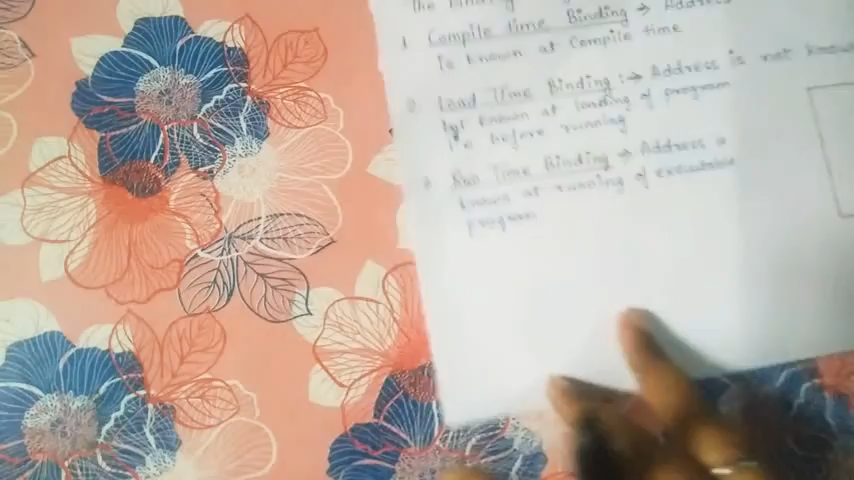 the Binding
1 Compile Time Binding → Address
is known at Compile time
2 Load Time Binding :→ Address is not known
but known at loading of program
i.e before running
3 Run Time Binding → Address is
known at running of executable
program